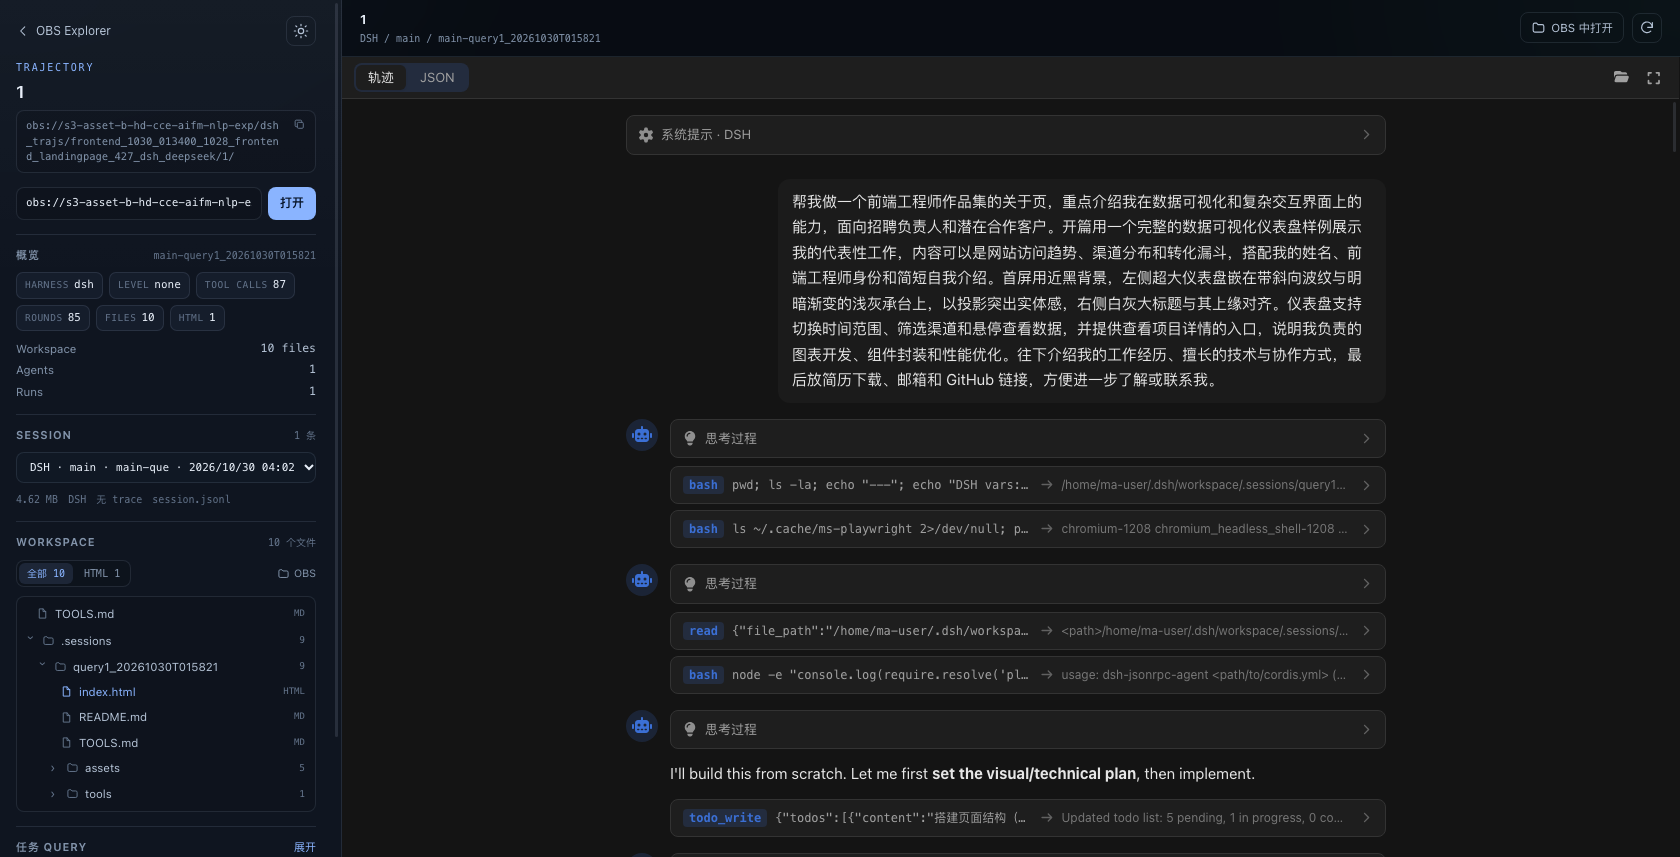 OBS Explorer
TRAJECTORY
1
obs://s3-asset-b-hd-cce-aifm-nlp-exp/dsh
_trajs/frontend_1030_013400_1028_fronten
d_landingpage_427_dsh_deepseek/1/
obs://s3-asset-b-hd-cce-aifm-nlp-e
打开
概览
main-query1_20261030T015821
HARNESS dsh
LEVEL none
TOOL CALLS 87
ROUNDS 85
FILES 10
HTML 1
Workspace 10 files
Agents 1
Runs 1
SESSION 1 条
DSH · main · main-que · 2026/10/30 04:02
4.62 MB DSH 无 trace session.jsonl
WORKSPACE 10 个文件
全部 10
HTML 1
OBS
TOOLS.md MD
.sessions 9
query1_20261030T015821 9
index.html HTML
README.md MD
TOOLS.md MD
assets 5
tools 1
任务 QUERY 展开
1
DSH / main / main-query1_20261030T015821
OBS 中打开
轨迹
JSON
系统提示 · DSH
帮我做一个前端工程师作品集的关于页，重点介绍我在数据可视化和复杂交互界面上的
能力，面向招聘负责人和潜在合作客户。开篇用一个完整的数据可视化仪表盘样例展示
我的代表性工作，内容可以是网站访问趋势、渠道分布和转化漏斗，搭配我的姓名、前
端工程师身份和简短自我介绍。首屏用近黑背景，左侧超大仪表盘嵌在带斜向波纹与明
暗渐变的浅灰承台上，以投影突出实体感，右侧白灰大标题与其上缘对齐。仪表盘支持
切换时间范围、筛选渠道和悬停查看数据，并提供查看项目详情的入口，说明我负责的
图表开发、组件封装和性能优化。往下介绍我的工作经历、擅长的技术与协作方式，最
后放简历下载、邮箱和 GitHub 链接，方便进一步了解或联系我。
思考过程
bash pwd; ls -la; echo "---"; echo "DSH vars:… → /home/ma-user/.dsh/workspace/.sessions/query1…
bash ls ~/.cache/ms-playwright 2>/dev/null; p… → chromium-1208 chromium_headless_shell-1208 …
思考过程
read {"file_path":"/home/ma-user/.dsh/workspa… → <path>/home/ma-user/.dsh/workspace/.sessions/…
bash node -e "console.log(require.resolve('pl… → usage: dsh-jsonrpc-agent <path/to/cordis.yml> (…
思考过程
I'll build this from scratch. Let me first set the visual/technical plan, then implement.
todo_write {"todos":[{"content":"搭建页面结构（… → Updated todo list: 5 pending, 1 in progress, 0 co…